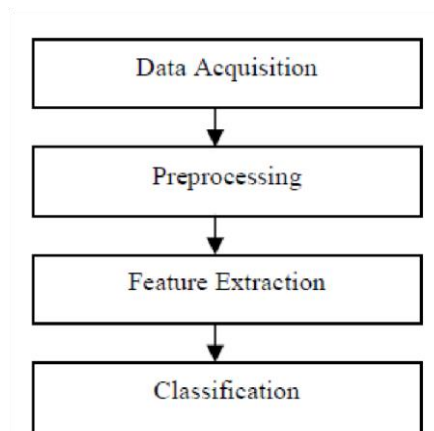 Data Acquisition
Preprocessing
Feature Extraction
Classification